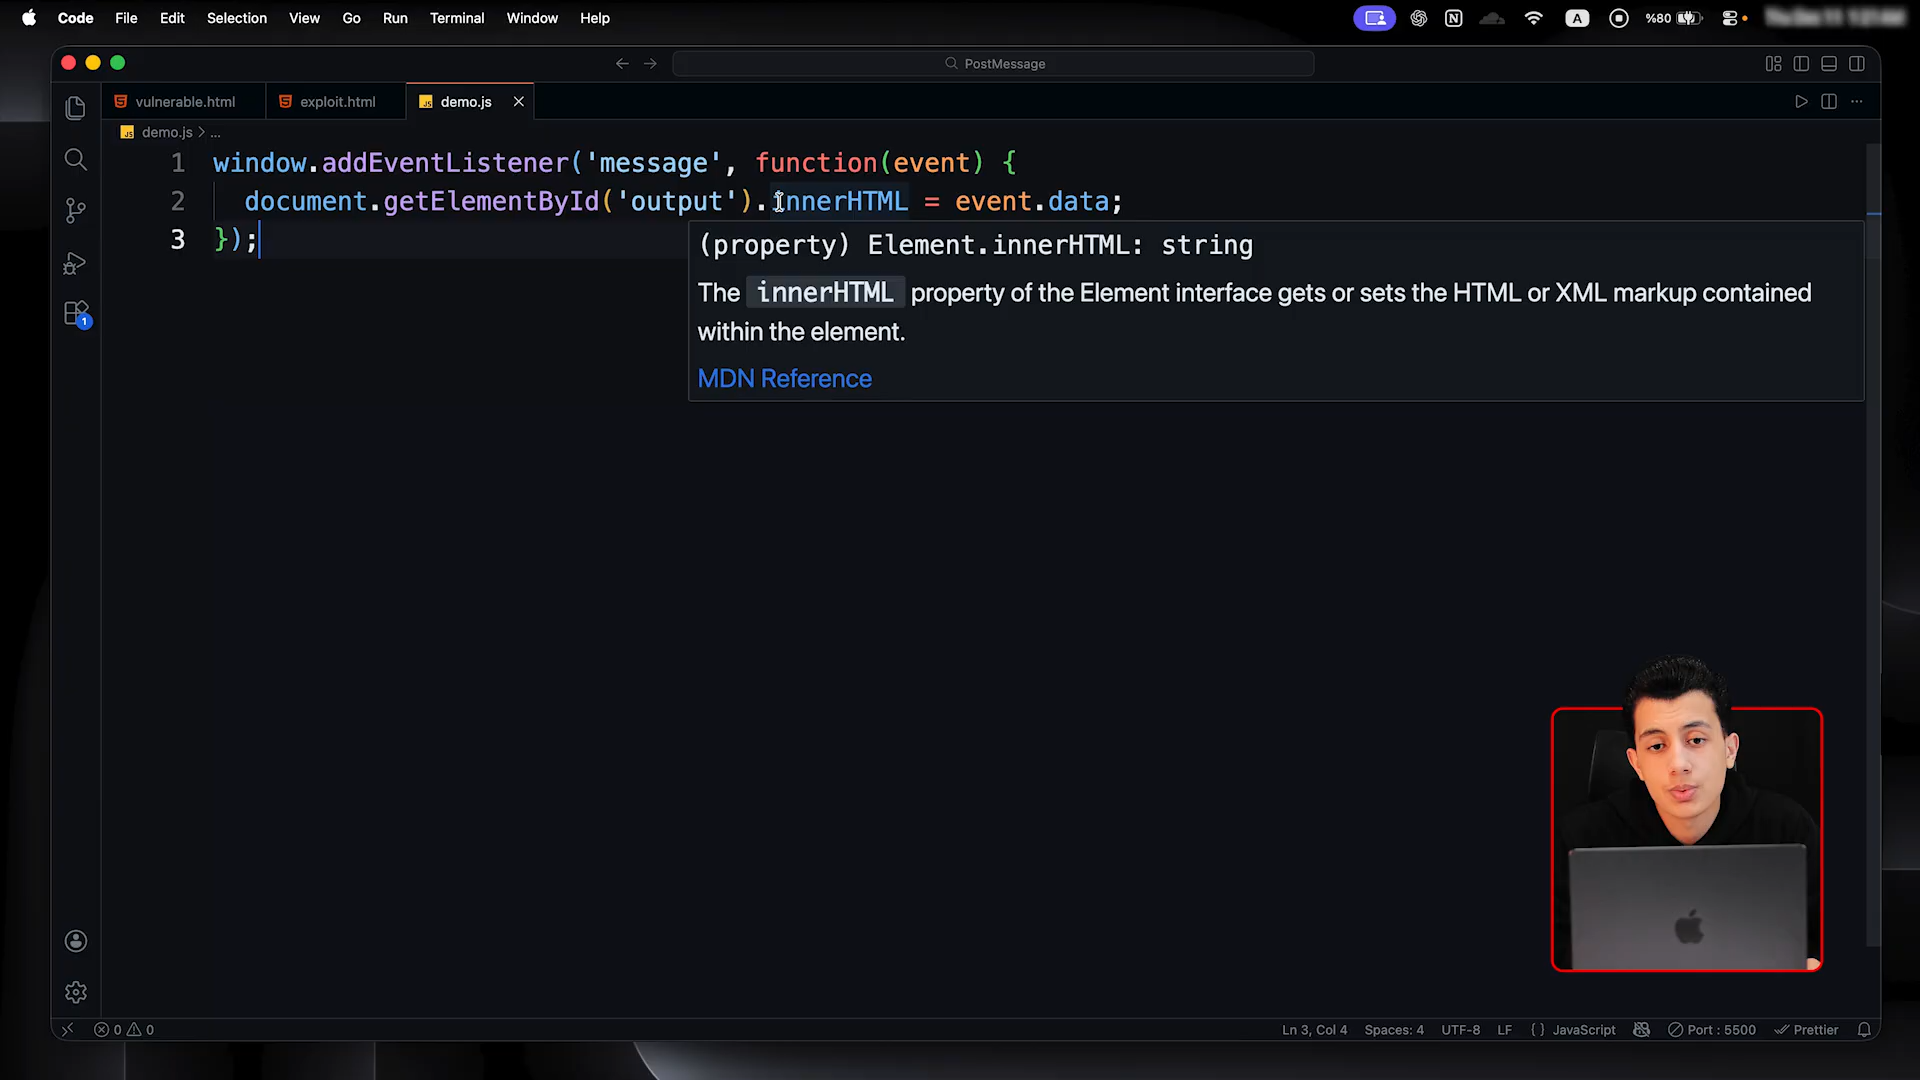 Code File Edit Selection View Go Run Terminal Window Help
N A %80
PostMessage
vulnerable.html exploit.html JS demo.js
JS demo.js > ...
1 window.addEventListener('message', function(event) {
2 document.getElementById('output').innerHTML = event.data;
3 });
(property) Element.innerHTML: string
The innerHTML property of the Element interface gets or sets the HTML or XML markup contained
within the element.
MDN Reference
1
0 0
Ln 3, Col 4 Spaces: 4 UTF-8 LF { } JavaScript Port : 5500 Prettier